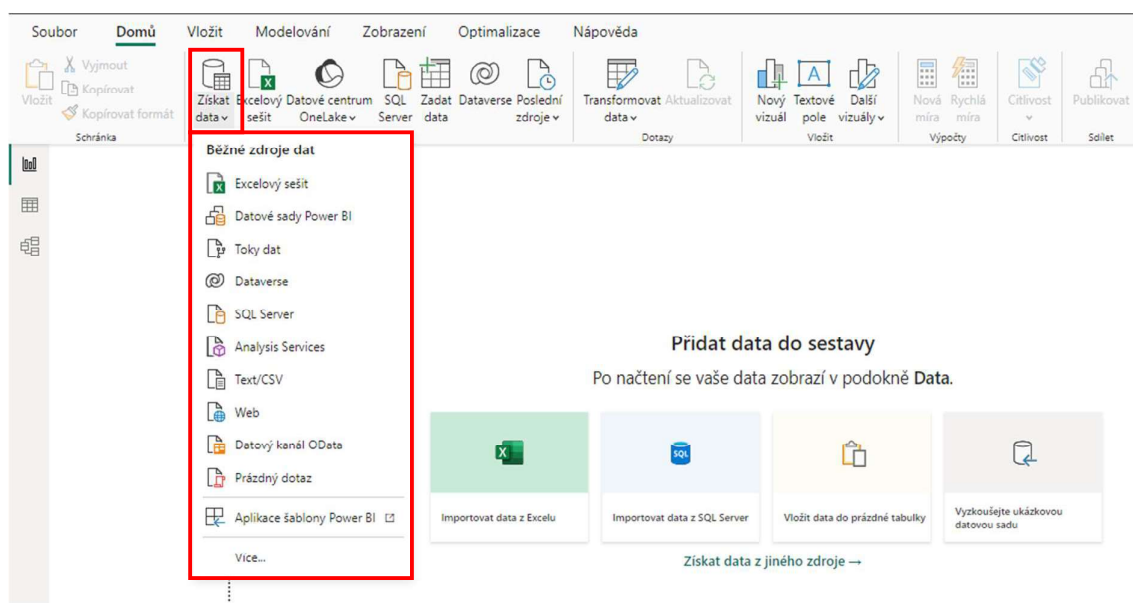 Soubor Domů Vložit Modelování Zobrazení Optimalizace Nápověda
Vložit
Vyjmout
Kopírovat
Kopírovat formát
Schránka
Získat
data
Excelový
sešit
Datové centrum
OneLake
SQL
Server
Zadat
data
Dataverse
Poslední
zdroje
Transformovat
data
Aktualizovat
Dotazy
Nový
vizuál
Textové
pole
Další
vizuály
Vložit
Nová
míra
Rychlá
míra
Výpočty
Citlivost
Citlivost
Publikovat
Sdílet
Běžné zdroje dat
Excelový sešit
Datové sady Power BI
Toky dat
Dataverse
SQL Server
Analysis Services
Text/CSV
Web
Datový kanál OData
Prázdný dotaz
Aplikace šablony Power BI
Více...
Přidat data do sestavy
Po načtení se vaše data zobrazí v podokně Data.
SQL
Importovat data z Excelu
Importovat data z SQL Server
Vložit data do prázdné tabulky
Vyzkoušejte ukázkovou
datovou sadu
Získat data z jiného zdroje →